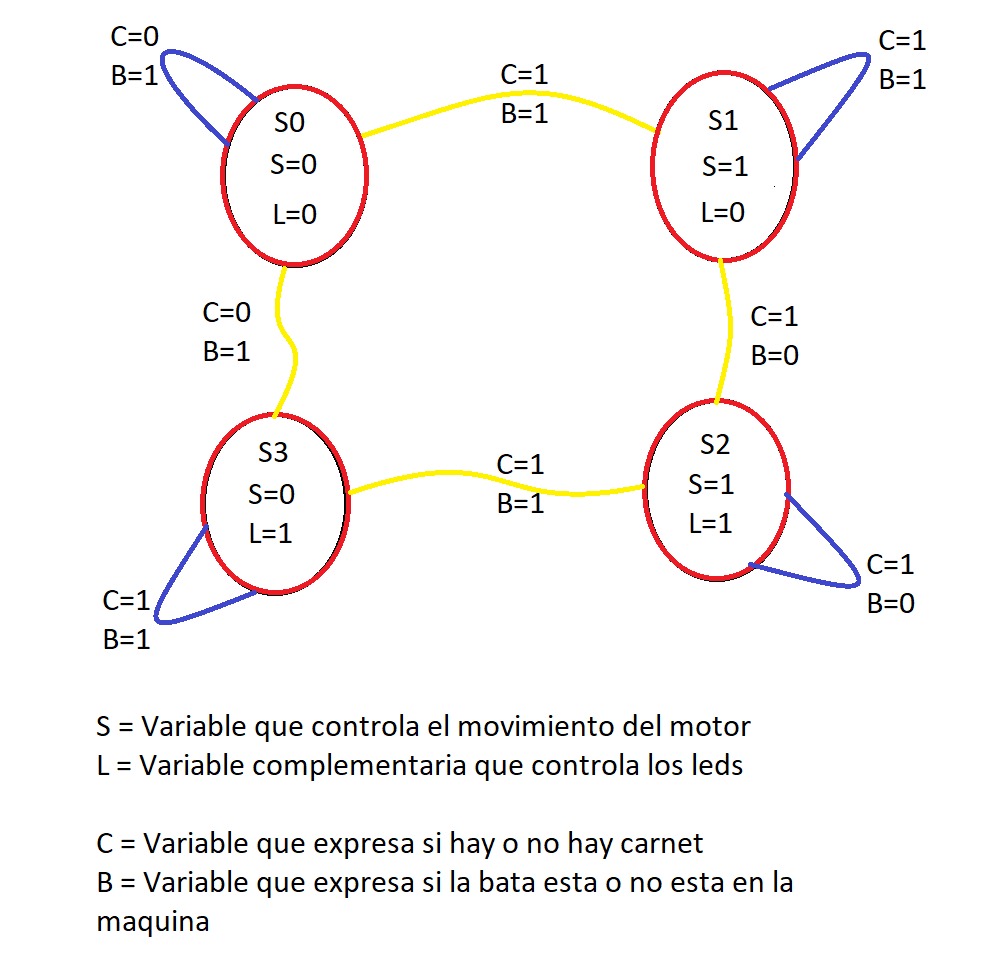 C=0
B=1
C=1
B=1
C=1
B=1
S0
S=0
L=0
S1
S=1
L=0
C=0
B=1
C=1
B=0
S3
S=0
L=1
C=1
B=1
S2
S=1
L=1
C=1
B=1
C=1
B=0
S = Variable que controla el movimiento del motor
L = Variable complementaria que controla los leds
C = Variable que expresa si hay o no hay carnet
B = Variable que expresa si la bata esta o no esta en la
maquina